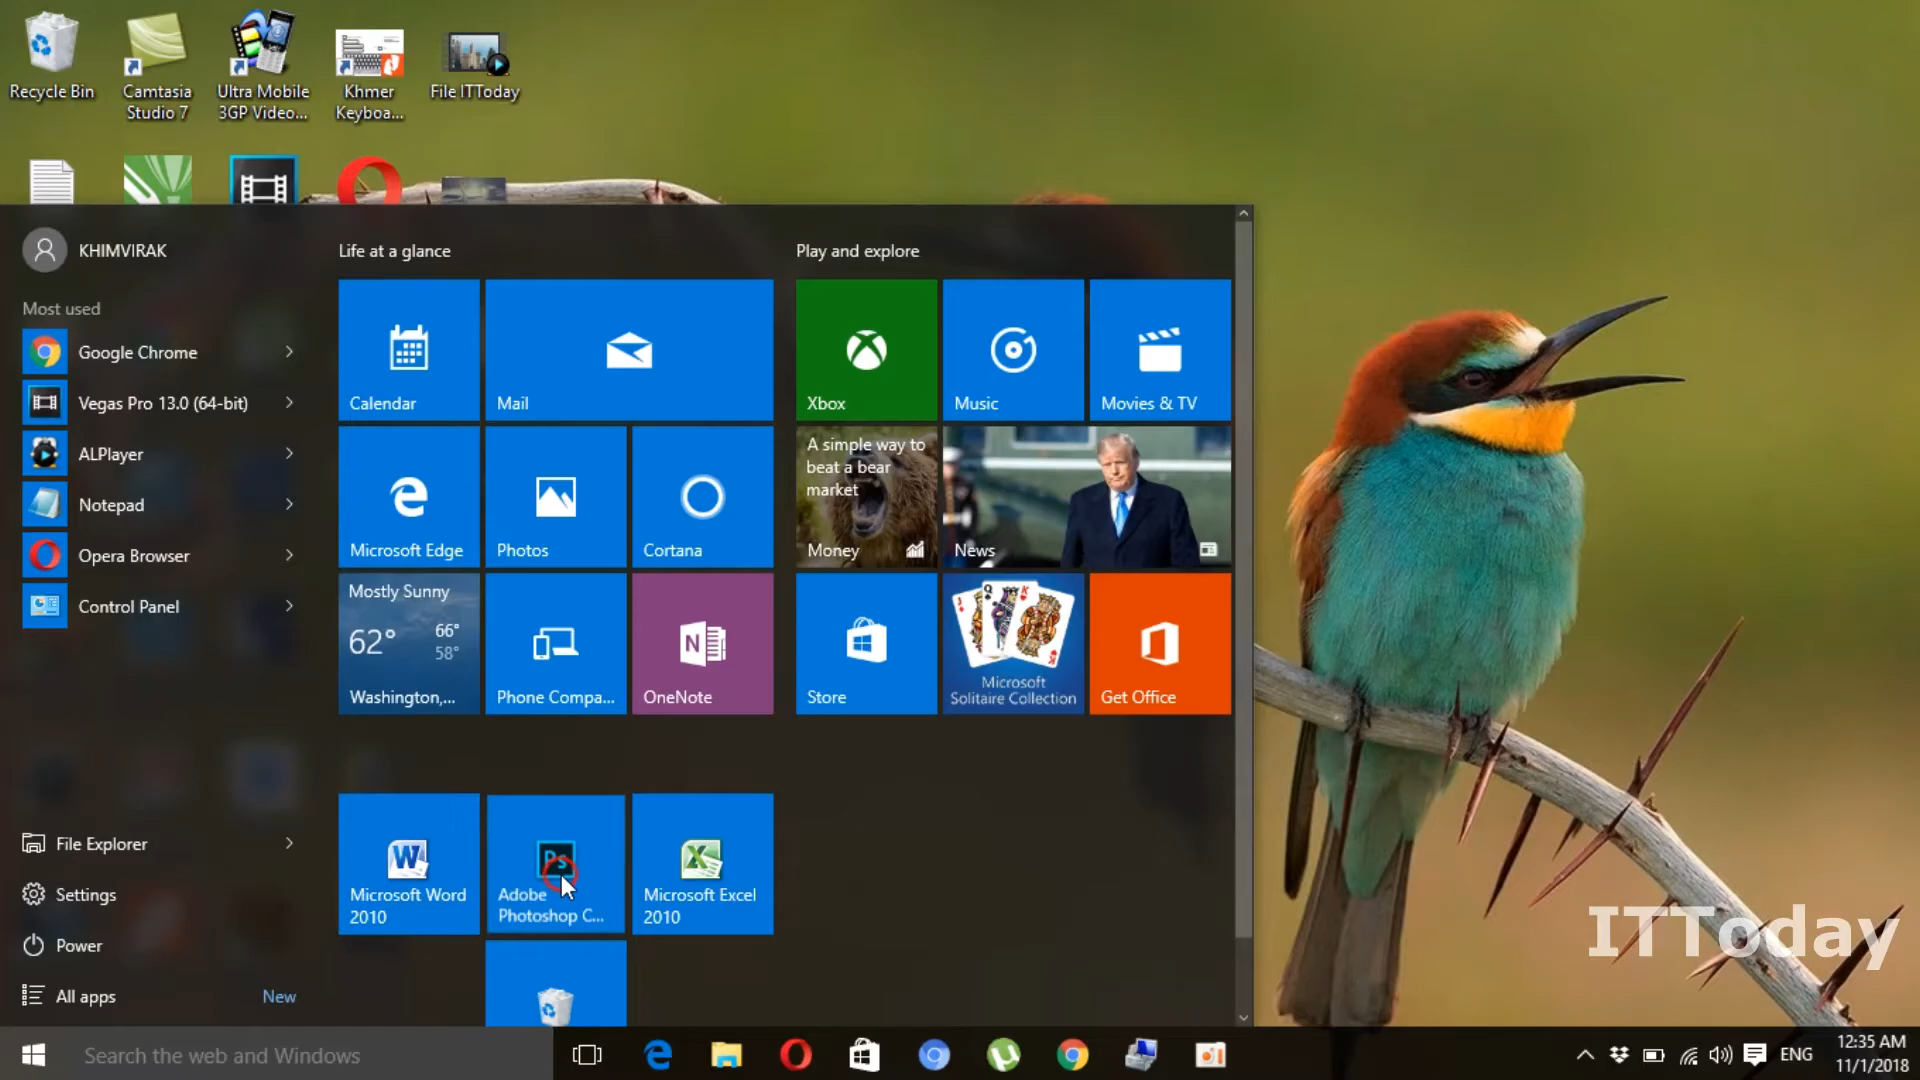 Recycle Bin
Camtasia
Studio 7
Ultra Mobile
3GP Video...
Khmer
Keyboa...
File ITToday
KHIMVIRAK
Most used
Google Chrome
Vegas Pro 13.0 (64-bit)
ALPlayer
Notepad
Opera Browser
Control Panel
File Explorer
Settings
Power
All apps
New
Life at a glance
Calendar
Mail
Microsoft Edge
Photos
Cortana
Mostly Sunny
62°
66°
58°
Washington,...
Phone Compa...
OneNote
Play and explore
Xbox
Music
Movies & TV
A simple way to
beat a bear
market
Money
News
Store
Microsoft
Solitaire Collection
Get Office
Microsoft Word
2010
Ps
Adobe
Photoshop C...
Microsoft Excel
2010
ITToday
Search the web and Windows
ENG
12:35 AM
11/1/2018